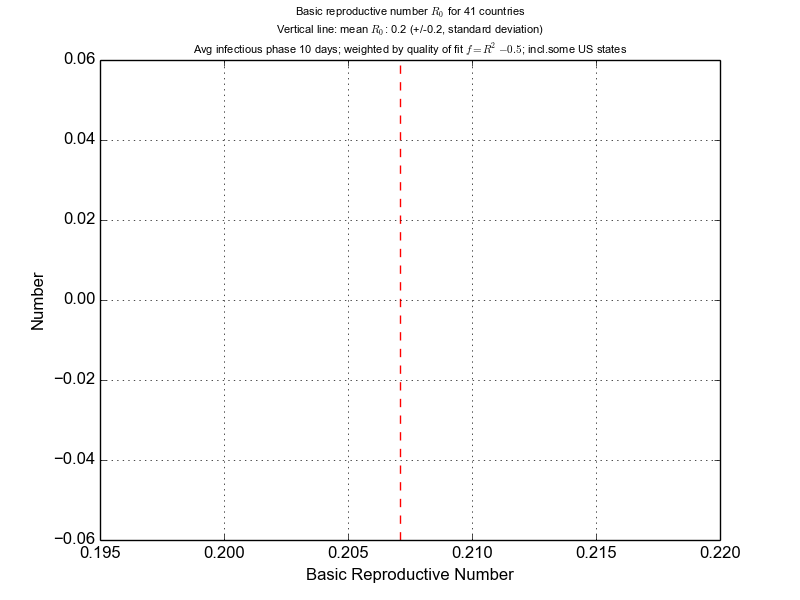 Basic reproductive number R₀ for 41 countries
Vertical line: mean R₀: 0.2 (+/-0.2, standard deviation)
Avg infectious phase 10 days; weighted by quality of fit f=R² −0.5; incl.some US states
0.06
0.04
0.02
0.00
−0.02
−0.04
−0.06
Number
0.195 0.200 0.205 0.210 0.215 0.220
Basic Reproductive Number